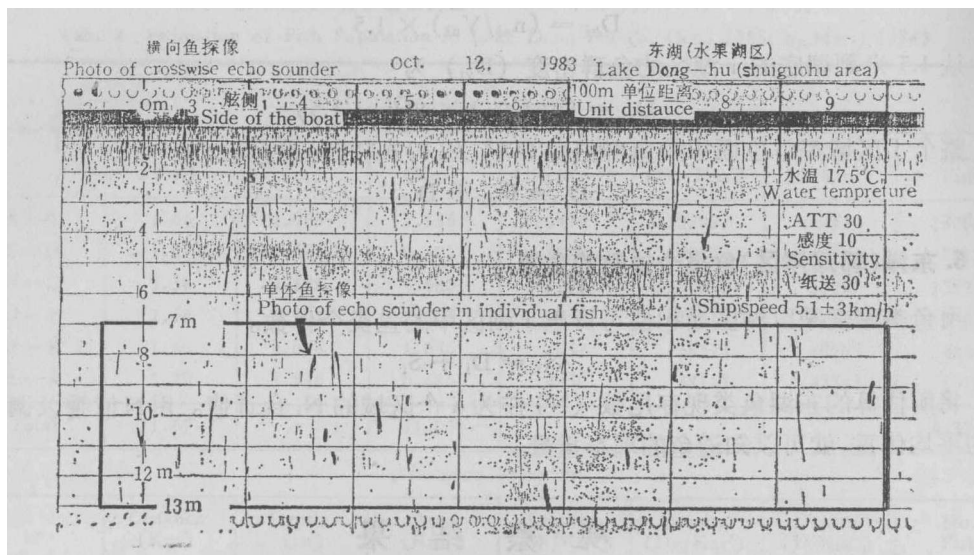 横向鱼探像
Photo of crosswise echo sounder
Oct. 12, 1983
东湖(水果湖区)
Lake Dong-hu (shuiguohu area)
0m 3 舷侧 4 5 6 100m 单位距离 8 9
Side of the boat
Unit distauce
2
水温 17.5°C
Water tempreture
4
ATT 30
感度 10
Sensitivity
纸送 30
6
单体鱼探像
Photo of echo sounder in individual fish
Ship speed 5.1±3km/h
7m
8
10
12m
13m